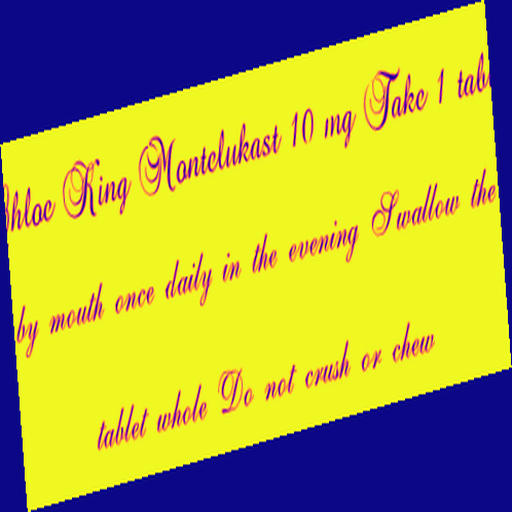 Chloe King Montelukast 10 mg Take 1 tab
by mouth once daily in the evening Swallow the
tablet whole Do not crush or chew